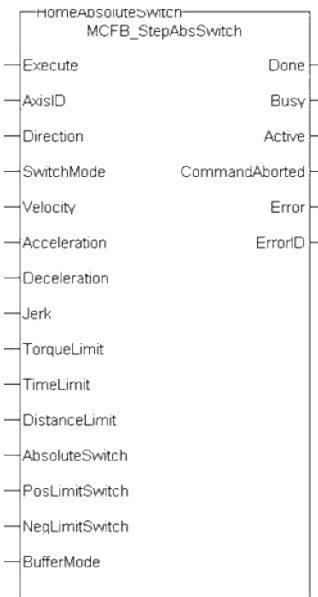 HomeAbsoluteSwitch
MCFB_StepAbsSwitch
Execute Done
AxisID Busy
Direction Active
SwitchMode CommandAborted
Velocity Error
Acceleration ErrorID
Deceleration
Jerk
TorqueLimit
TimeLimit
DistanceLimit
AbsoluteSwitch
PosLimitSwitch
NegLimitSwitch
BufferMode